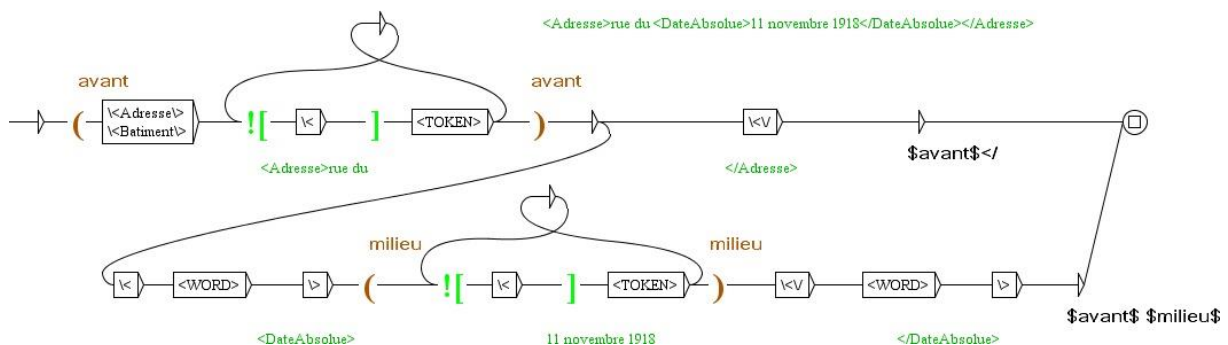 <Adresse>rue du <DateAbsolue>11 novembre 1918</DateAbsolue></Adresse>
avant avant
( \<Adresse\> ![ \< ] <TOKEN> ) \<\/
\<Batiment\>
$avant$</
<Adresse>rue du </Adresse>
milieu milieu
\< <WORD> \> ( ![ \< ] <TOKEN> ) \<\/ <WORD> \>
$avant$ $milieu$
<DateAbsolue> 11 novembre 1918 </DateAbsolue>